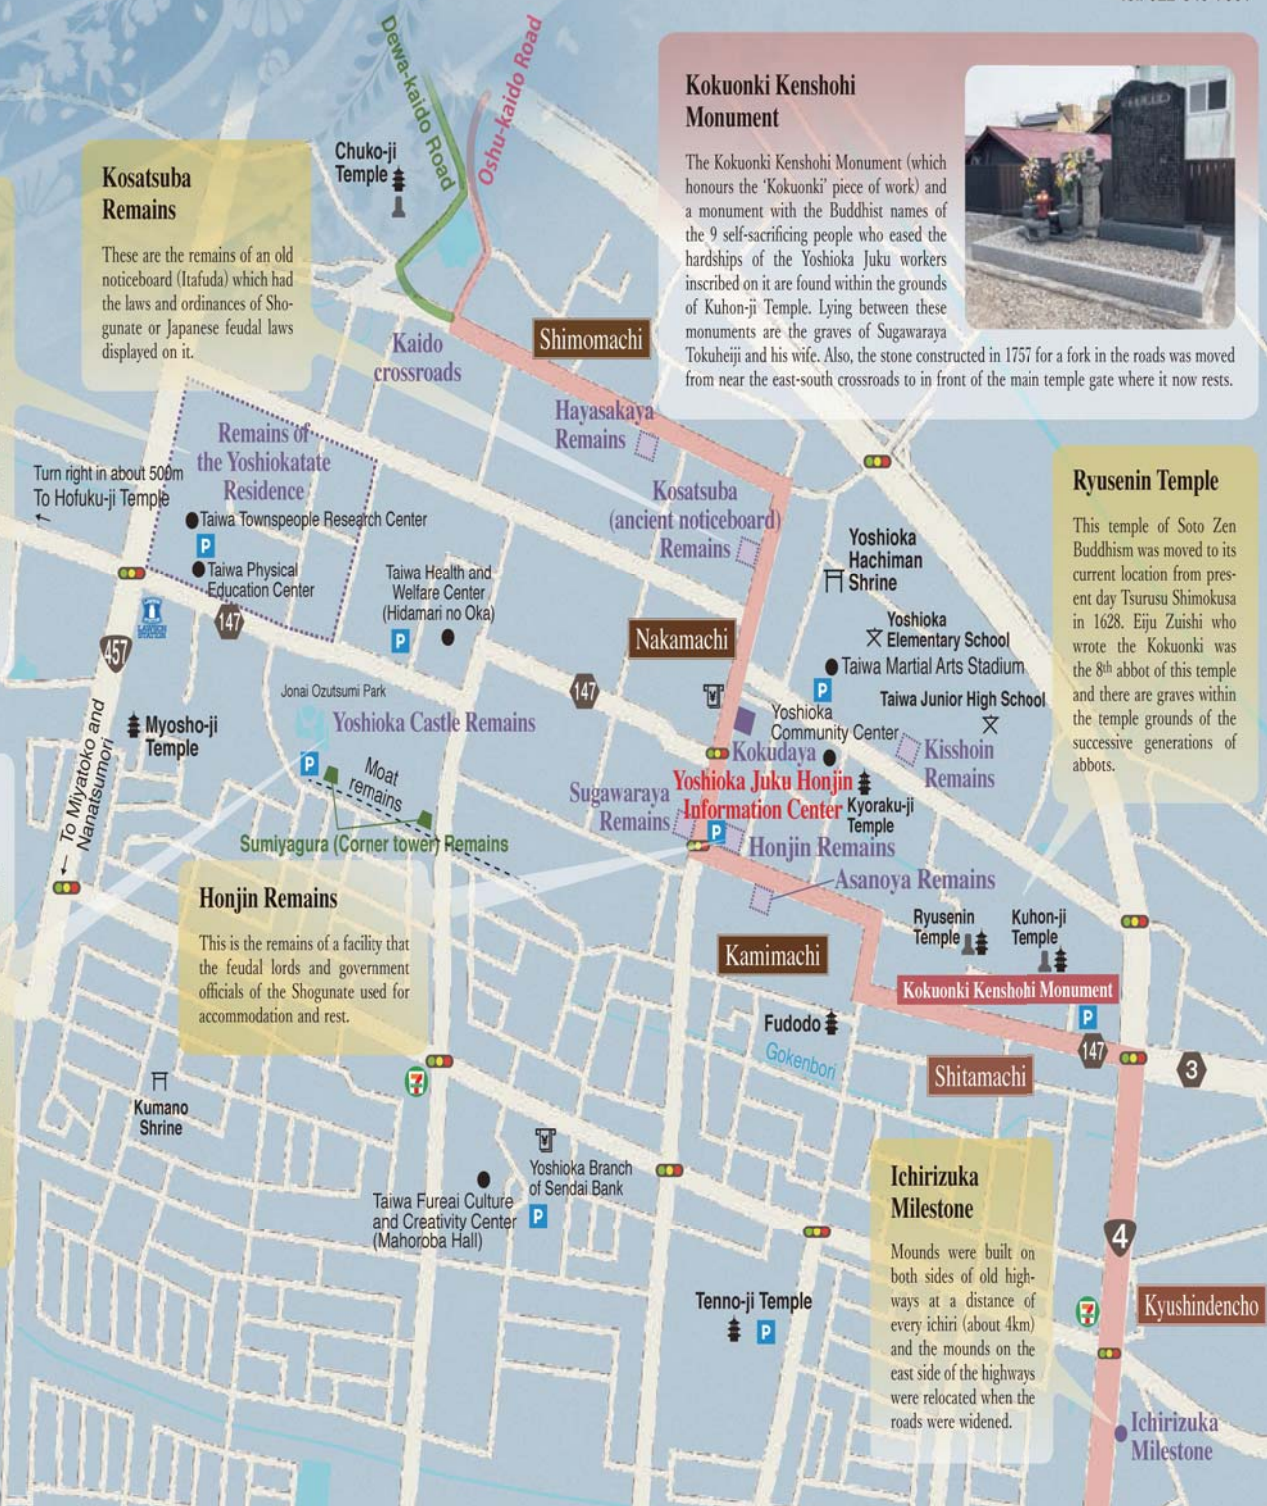 Dewa-kaido Road
Oshu-kaido Road
Chuko-ji
Temple
Kosatsuba
Remains
These are the remains of an old
noticeboard (Itafuda) which had
the laws and ordinances of Sho-
gunate or Japanese feudal laws
displayed on it.
Kokuonki Kenshohi
Monument
The Kokuonki Kenshohi Monument (which
honours the ‘Kokuonki’ piece of work) and
a monument with the Buddhist names of
the 9 self-sacrificing people who eased the
hardships of the Yoshioka Juku workers
inscribed on it are found within the grounds
of Kuhon-ji Temple. Lying between these
monuments are the graves of Sugawaraya
Tokuheiji and his wife. Also, the stone constructed in 1757 for a fork in the roads was moved
from near the east-south crossroads to in front of the main temple gate where it now rests.
Kaido
crossroads
Shimomachi
Hayasakaya
Remains
Remains of
the Yoshiokatate
Residence
Turn right in about 500m
To Hofuku-ji Temple
Taiwa Townspeople Research Center
P
Taiwa Physical
Education Center
LAWSON
STATION
147
457
Taiwa Health and
Welfare Center
(Hidamari no Oka)
P
Kosatsuba
(ancient noticeboard)
Remains
Yoshioka
Hachiman
Shrine
Ryusenin Temple
This temple of Soto Zen
Buddhism was moved to its
current location from pres-
ent day Tsurusu Shimokusa
in 1628. Eiju Zuishi who
wrote the Kokuonki was
the 8th abbot of this temple
and there are graves within
the temple grounds of the
successive generations of
abbots.
Nakamachi
Yoshioka
Elementary School
Taiwa Martial Arts Stadium
P
Taiwa Junior High School
147
Jonai Ozutsumi Park
Yoshioka Castle Remains
P
Myosho-ji
Temple
To Miyatoko and
Nanatsumori
Moat
remains
Sumiyagura (Corner tower) Remains
¥
Yoshioka
Community Center
Kokudaya
Kisshoin
Remains
Yoshioka Juku Honjin
Information Center
Sugawaraya
Remains
P
Kyoraku-ji
Temple
Honjin Remains
Asanoya Remains
Honjin Remains
This is the remains of a facility that
the feudal lords and government
officials of the Shogunate used for
accommodation and rest.
Kamimachi
Ryusenin
Temple
Kuhon-ji
Temple
Kokuonki Kenshohi Monument
P
147
3
Fudodo
Gokenbori
Shitamachi
Kumano
Shrine
7
¥
Yoshioka Branch
of Sendai Bank
P
Taiwa Fureai Culture
and Creativity Center
(Mahoroba Hall)
Ichirizuka
Milestone
Mounds were built on
both sides of old high-
ways at a distance of
every ichiri (about 4km)
and the mounds on the
east side of the highways
were relocated when the
roads were widened.
4
Kyushindencho
7
Tenno-ji Temple
P
Ichirizuka
Milestone